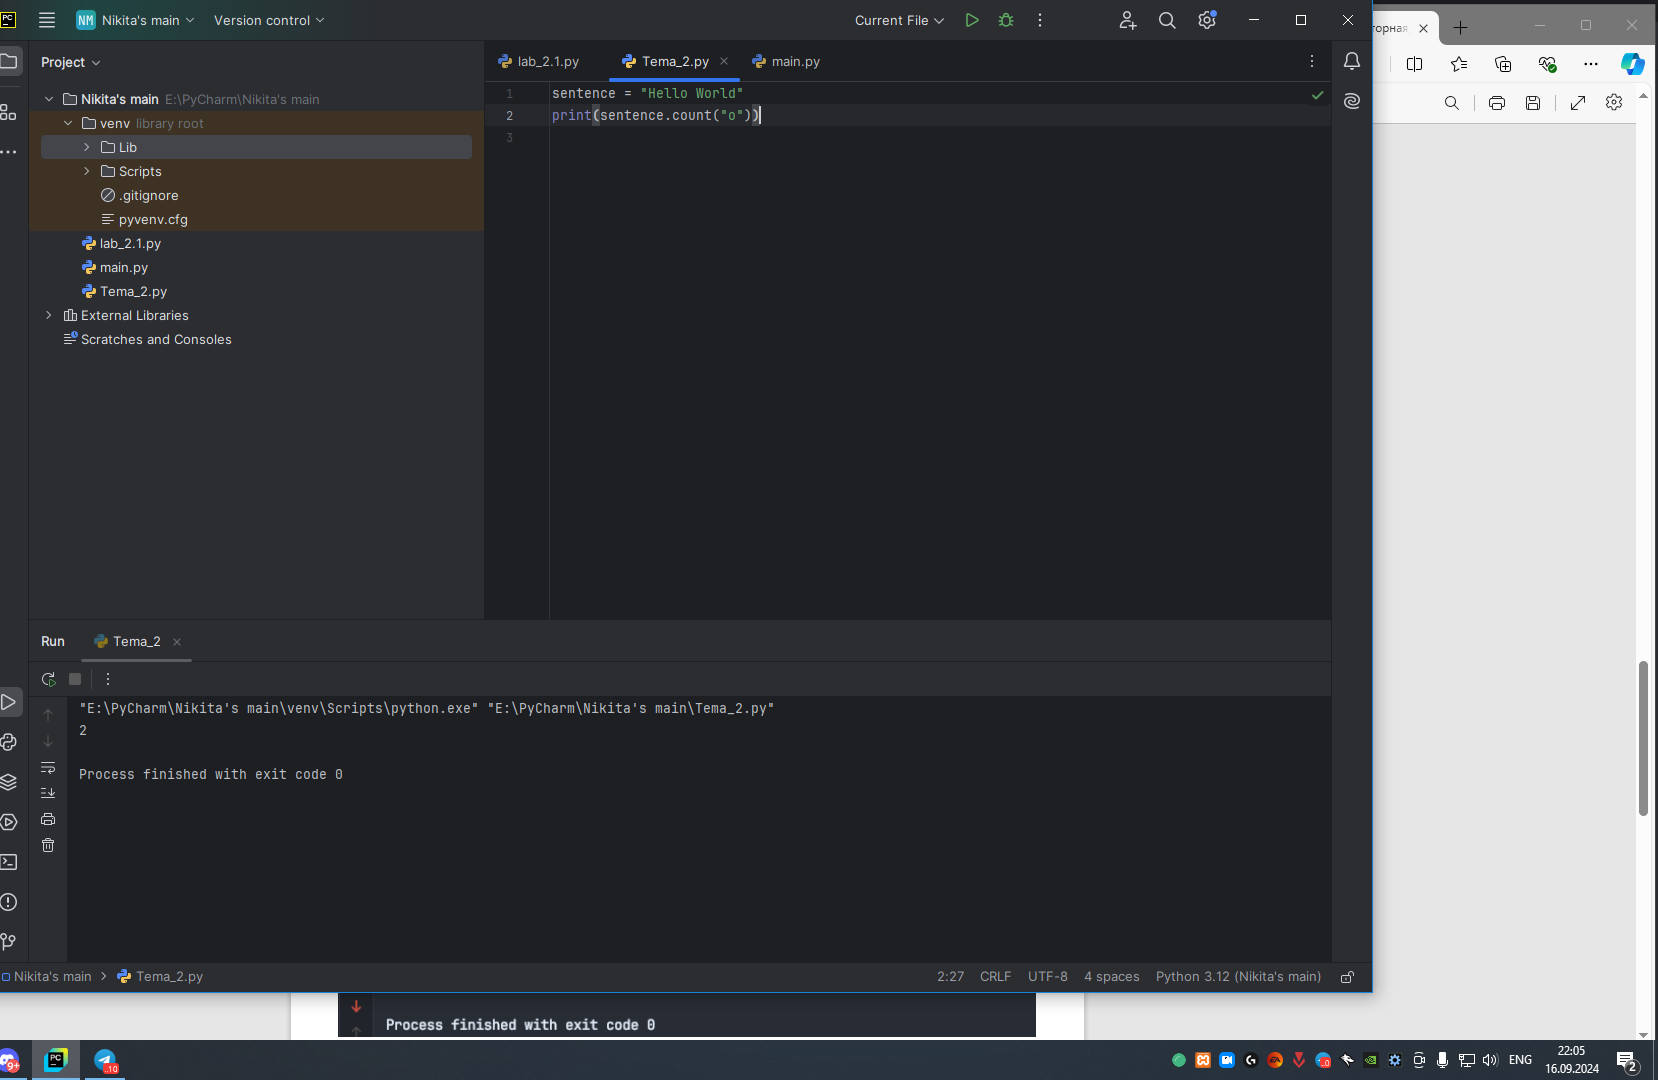 PC
NM Nikita's main
Version control
Current File
Project
Nikita's main E:\PyCharm\Nikita's main
venv library root
Lib
Scripts
.gitignore
pyvenv.cfg
lab_2.1.py
main.py
Tema_2.py
External Libraries
Scratches and Consoles
lab_2.1.py
Tema_2.py
main.py
1 sentence = "Hello World"
2 print(sentence.count("o"))
3
Run Tema_2
"E:\PyCharm\Nikita's main\venv\Scripts\python.exe" "E:\PyCharm\Nikita's main\Tema_2.py"
2
Process finished with exit code 0
Nikita's main > Tema_2.py
2:27 CRLF UTF-8 4 spaces Python 3.12 (Nikita's main)
Process finished with exit code 0
9+
PC
10
ENG
22:05
16.09.2024
2